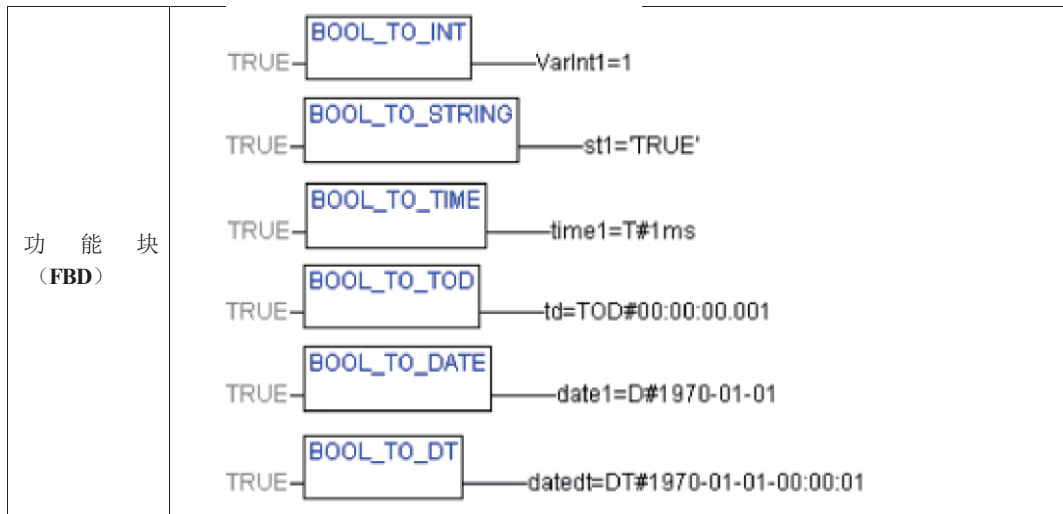 功 能 块
（FBD）
BOOL_TO_INT
TRUE VarInt1=1
BOOL_TO_STRING
TRUE st1='TRUE'
BOOL_TO_TIME
TRUE time1=T#1ms
BOOL_TO_TOD
TRUE td=TOD#00:00:00.001
BOOL_TO_DATE
TRUE date1=D#1970-01-01
BOOL_TO_DT
TRUE datedt=DT#1970-01-01-00:00:01